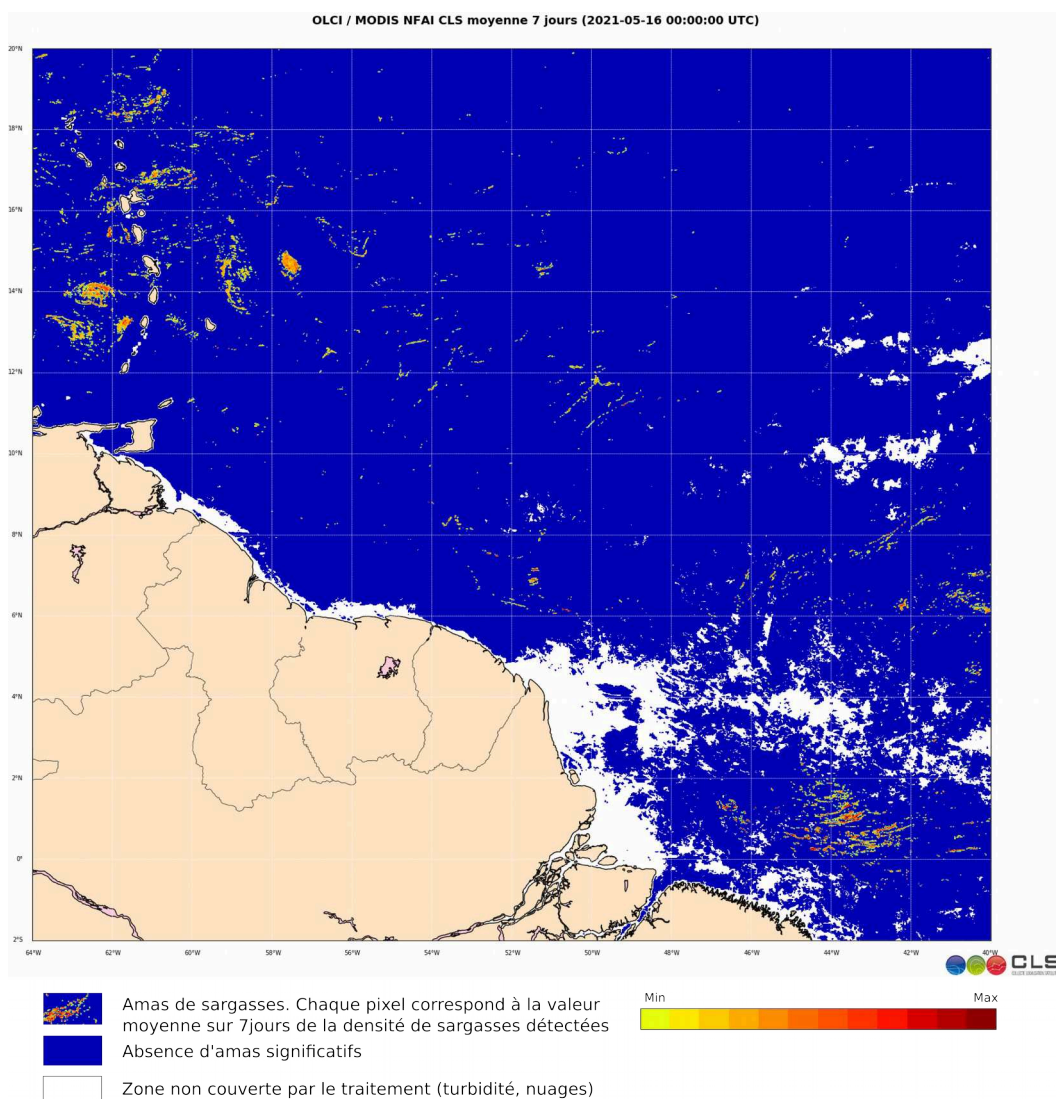 OLCI / MODIS NFAI CLS moyenne 7 jours (2021-05-16 00:00:00 UTC)
20°N
18°N
16°N
14°N
12°N
10°N
8°N
6°N
4°N
2°N
0°
2°S
64°W 62°W 60°W 58°W 56°W 54°W 52°W 50°W 48°W 46°W 44°W 42°W 40°W
CLS
Amas de sargasses. Chaque pixel correspond à la valeur
moyenne sur 7jours de la densité de sargasses détectées
Min Max
Absence d'amas significatifs
Zone non couverte par le traitement (turbidité, nuages)